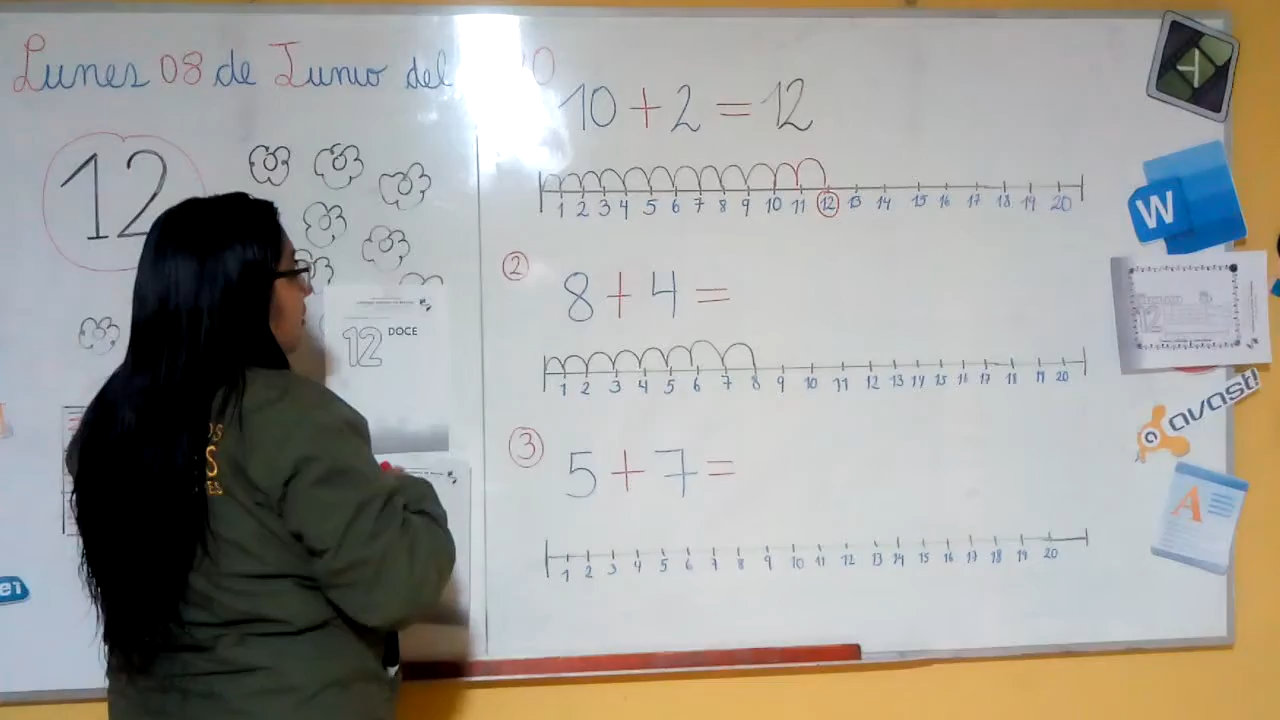 Lunes 08 de Junio del
12
12 DOCE
10 + 2 = 12
1 2 3 4 5 6 7 8 9 10 11 12 13 14 15 16 17 18 19 20
2
8 + 4 =
1 2 3 4 5 6 7 8 9 10 11 12 13 14 15 16 17 18 19 20
3
5 + 7 =
1 2 3 4 5 6 7 8 9 10 11 12 13 14 15 16 17 18 19 20
W
12
avast!
A